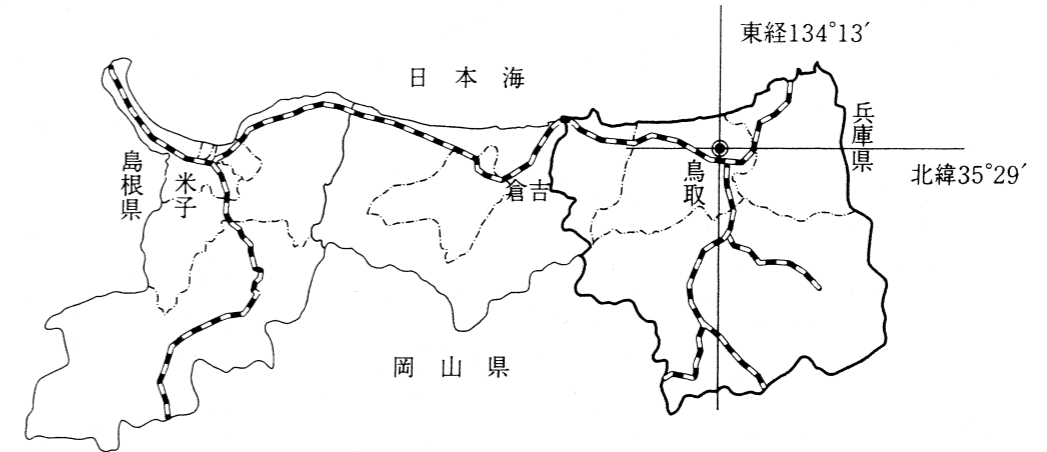 東経134°13′
日本海
兵庫県
北緯35°29′
島根県
米子
倉吉
鳥取
岡山県